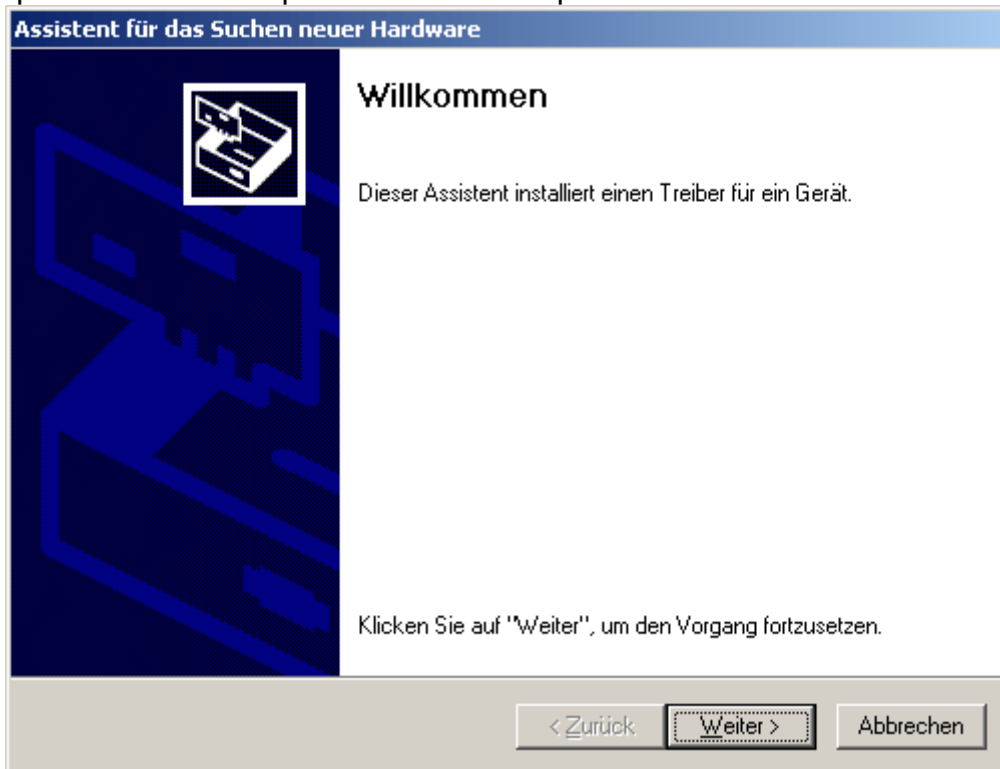 Assistent für das Suchen neuer Hardware
Willkommen
Dieser Assistent installiert einen Treiber für ein Gerät.
Klicken Sie auf "Weiter", um den Vorgang fortzusetzen.
< Zurück Weiter > Abbrechen